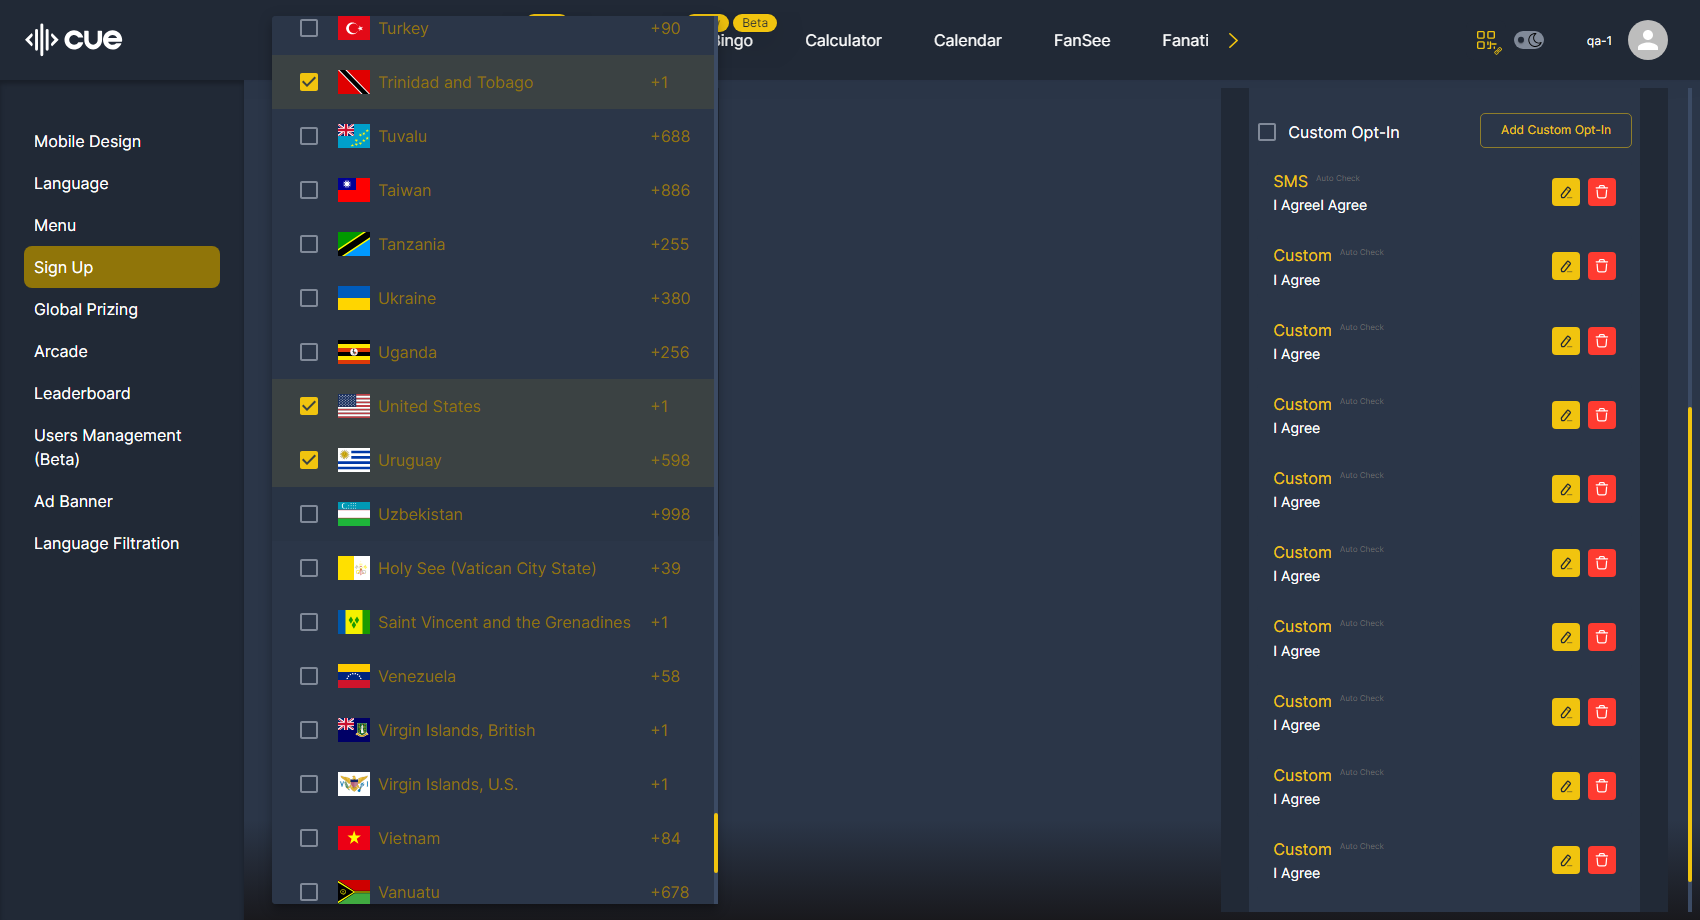 cue
Beta
Bingo
Calculator
Calendar
FanSee
Fanati
qa-1
Mobile Design
Language
Menu
Sign Up
Global Prizing
Arcade
Leaderboard
Users Management
(Beta)
Ad Banner
Language Filtration
Turkey +90
Trinidad and Tobago +1
Tuvalu +688
Taiwan +886
Tanzania +255
Ukraine +380
Uganda +256
United States +1
Uruguay +598
Uzbekistan +998
Holy See (Vatican City State) +39
Saint Vincent and the Grenadines +1
Venezuela +58
Virgin Islands, British +1
Virgin Islands, U.S. +1
Vietnam +84
Vanuatu +678
Custom Opt-In
Add Custom Opt-In
SMS Auto Check
I AgreeI Agree
Custom Auto Check
I Agree
Custom Auto Check
I Agree
Custom Auto Check
I Agree
Custom Auto Check
I Agree
Custom Auto Check
I Agree
Custom Auto Check
I Agree
Custom Auto Check
I Agree
Custom Auto Check
I Agree
Custom Auto Check
I Agree